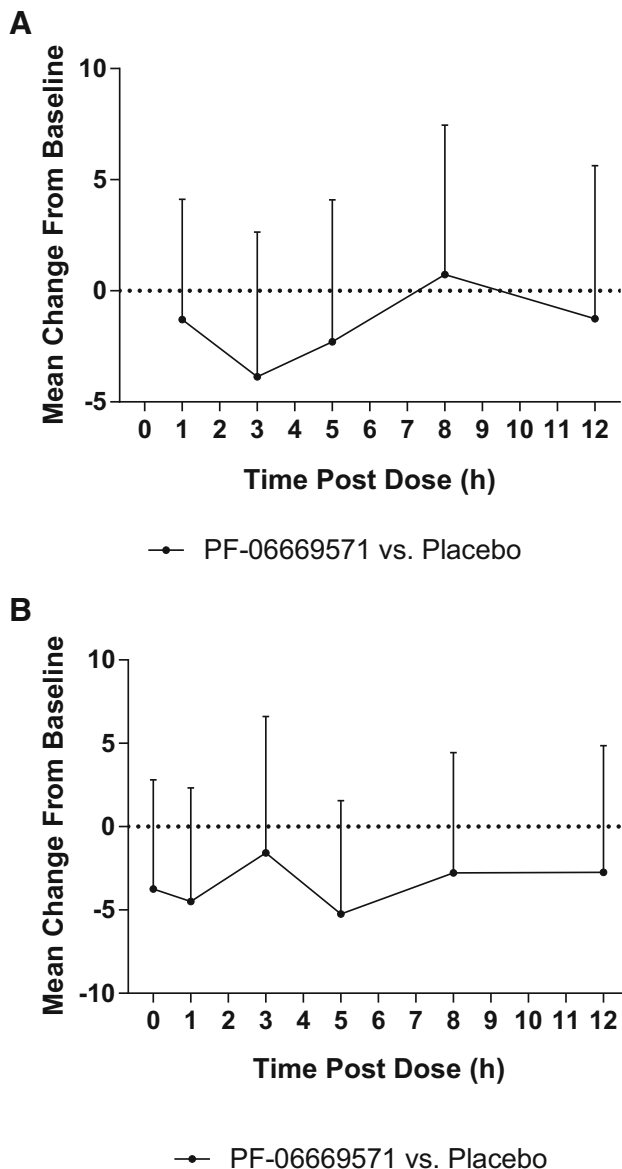 A
Mean Change From Baseline
10
5
0
-5
0 1 2 3 4 5 6 7 8 9 10 11 12
Time Post Dose (h)
PF-06669571 vs. Placebo
B
Mean Change From Baseline
10
5
0
-5
-10
0 1 2 3 4 5 6 7 8 9 10 11 12
Time Post Dose (h)
PF-06669571 vs. Placebo